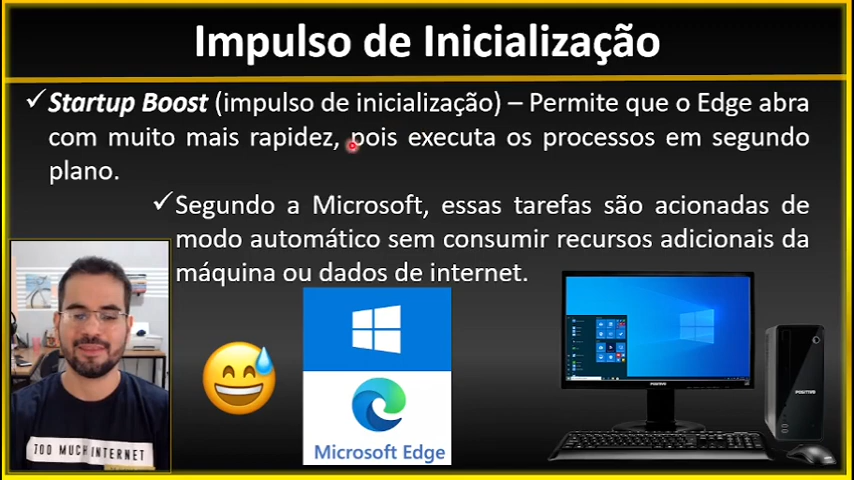 Impulso de Inicialização
✓Startup Boost (impulso de inicialização) – Permite que o Edge abra
com muito mais rapidez, pois executa os processos em segundo
plano.
✓Segundo a Microsoft, essas tarefas são acionadas de
modo automático sem consumir recursos adicionais da
máquina ou dados de internet.
TOO MUCH INTERNET
Microsoft Edge
POSITIVO
POSITIVO